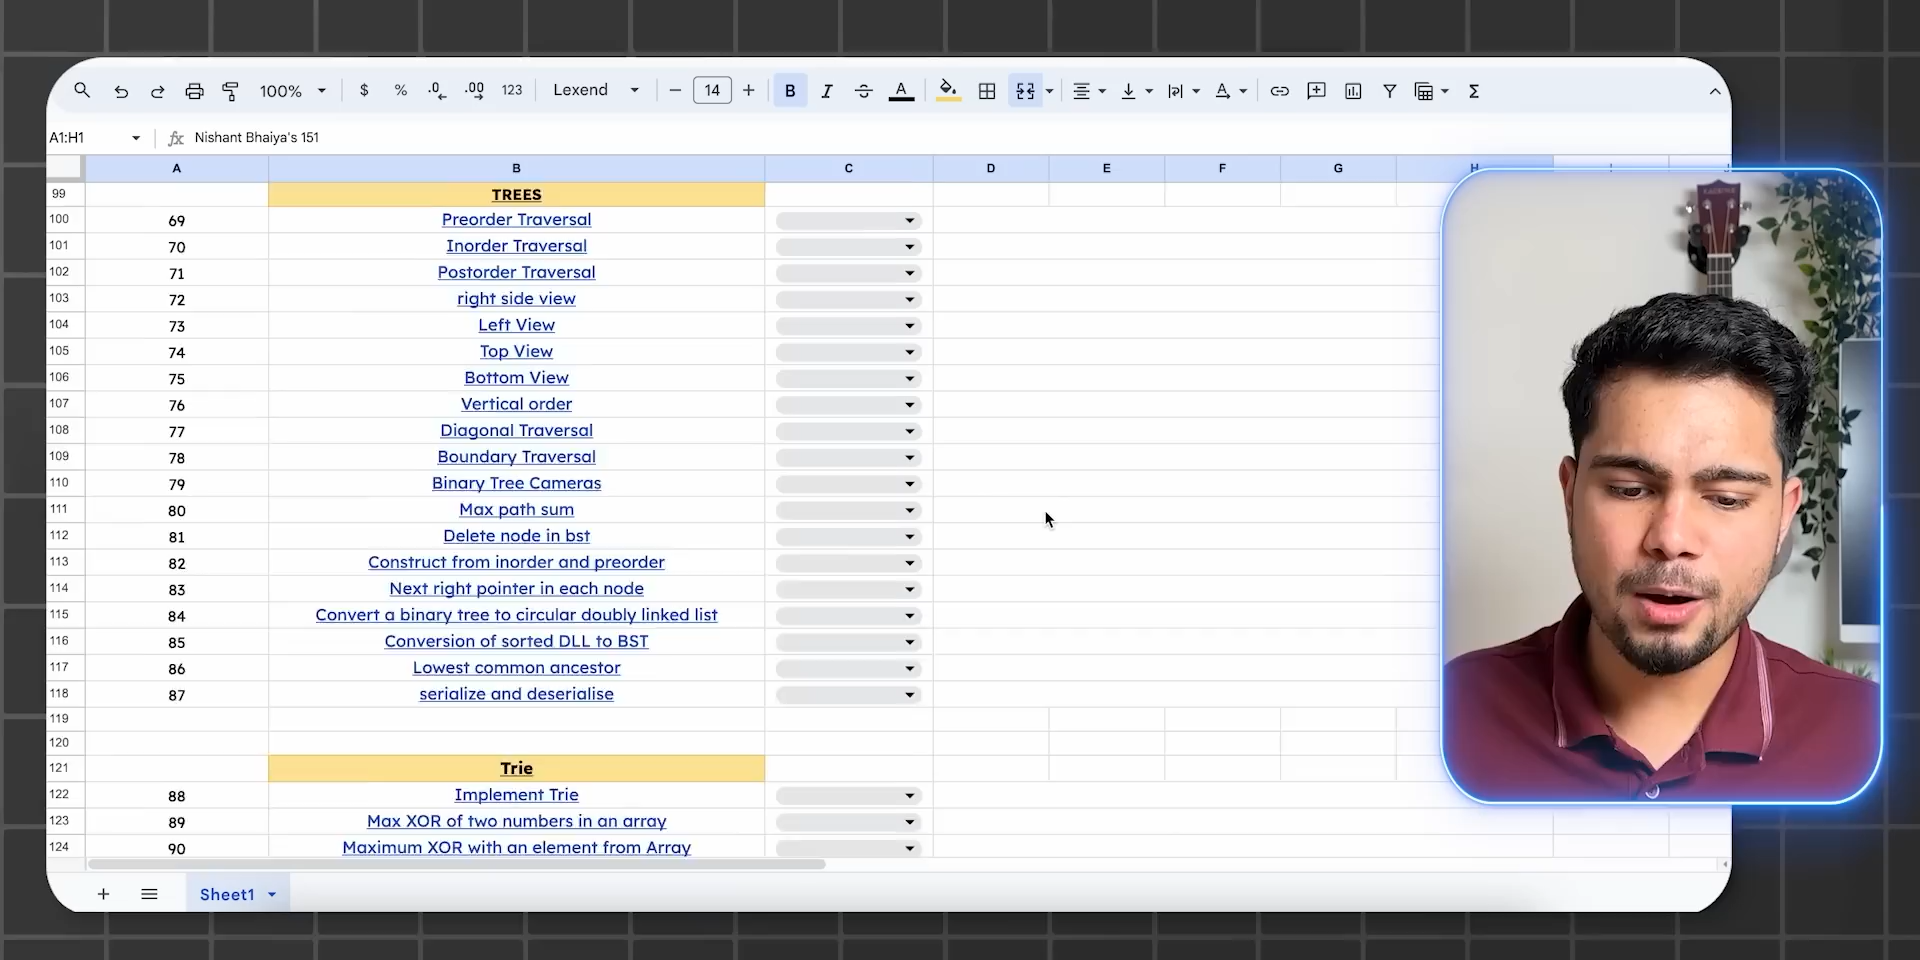 100% $ % .0 .00 123 Lexend 14 B I A A
A1:H1 fx Nishant Bhaiya's 151
A B C D E F G H
99 TREES
100 69 Preorder Traversal
101 70 Inorder Traversal
102 71 Postorder Traversal
103 72 right side view
104 73 Left View
105 74 Top View
106 75 Bottom View
107 76 Vertical order
108 77 Diagonal Traversal
109 78 Boundary Traversal
110 79 Binary Tree Cameras
111 80 Max path sum
112 81 Delete node in bst
113 82 Construct from inorder and preorder
114 83 Next right pointer in each node
115 84 Convert a binary tree to circular doubly linked list
116 85 Conversion of sorted DLL to BST
117 86 Lowest common ancestor
118 87 serialize and deserialise
119
120
121 Trie
122 88 Implement Trie
123 89 Max XOR of two numbers in an array
124 90 Maximum XOR with an element from Array
Sheet1